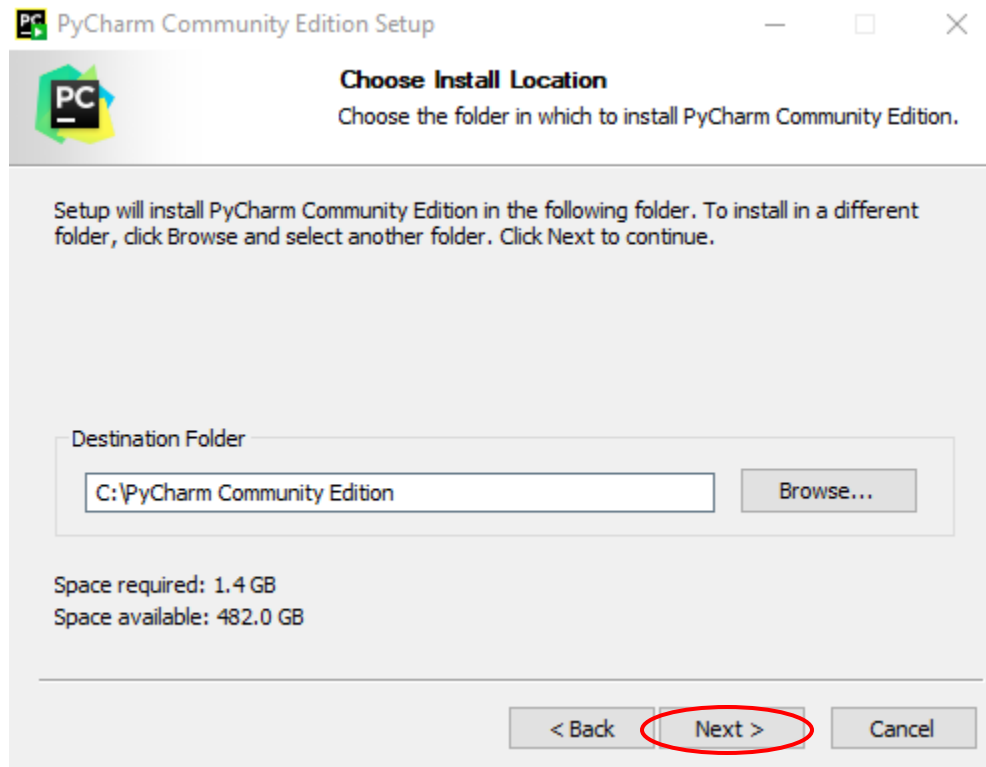 PyCharm Community Edition Setup
PC
Choose Install Location
Choose the folder in which to install PyCharm Community Edition.
Setup will install PyCharm Community Edition in the following folder. To install in a different
folder, click Browse and select another folder. Click Next to continue.
Destination Folder
C:\PyCharm Community Edition
Browse...
Space required: 1.4 GB
Space available: 482.0 GB
< Back
Next >
Cancel